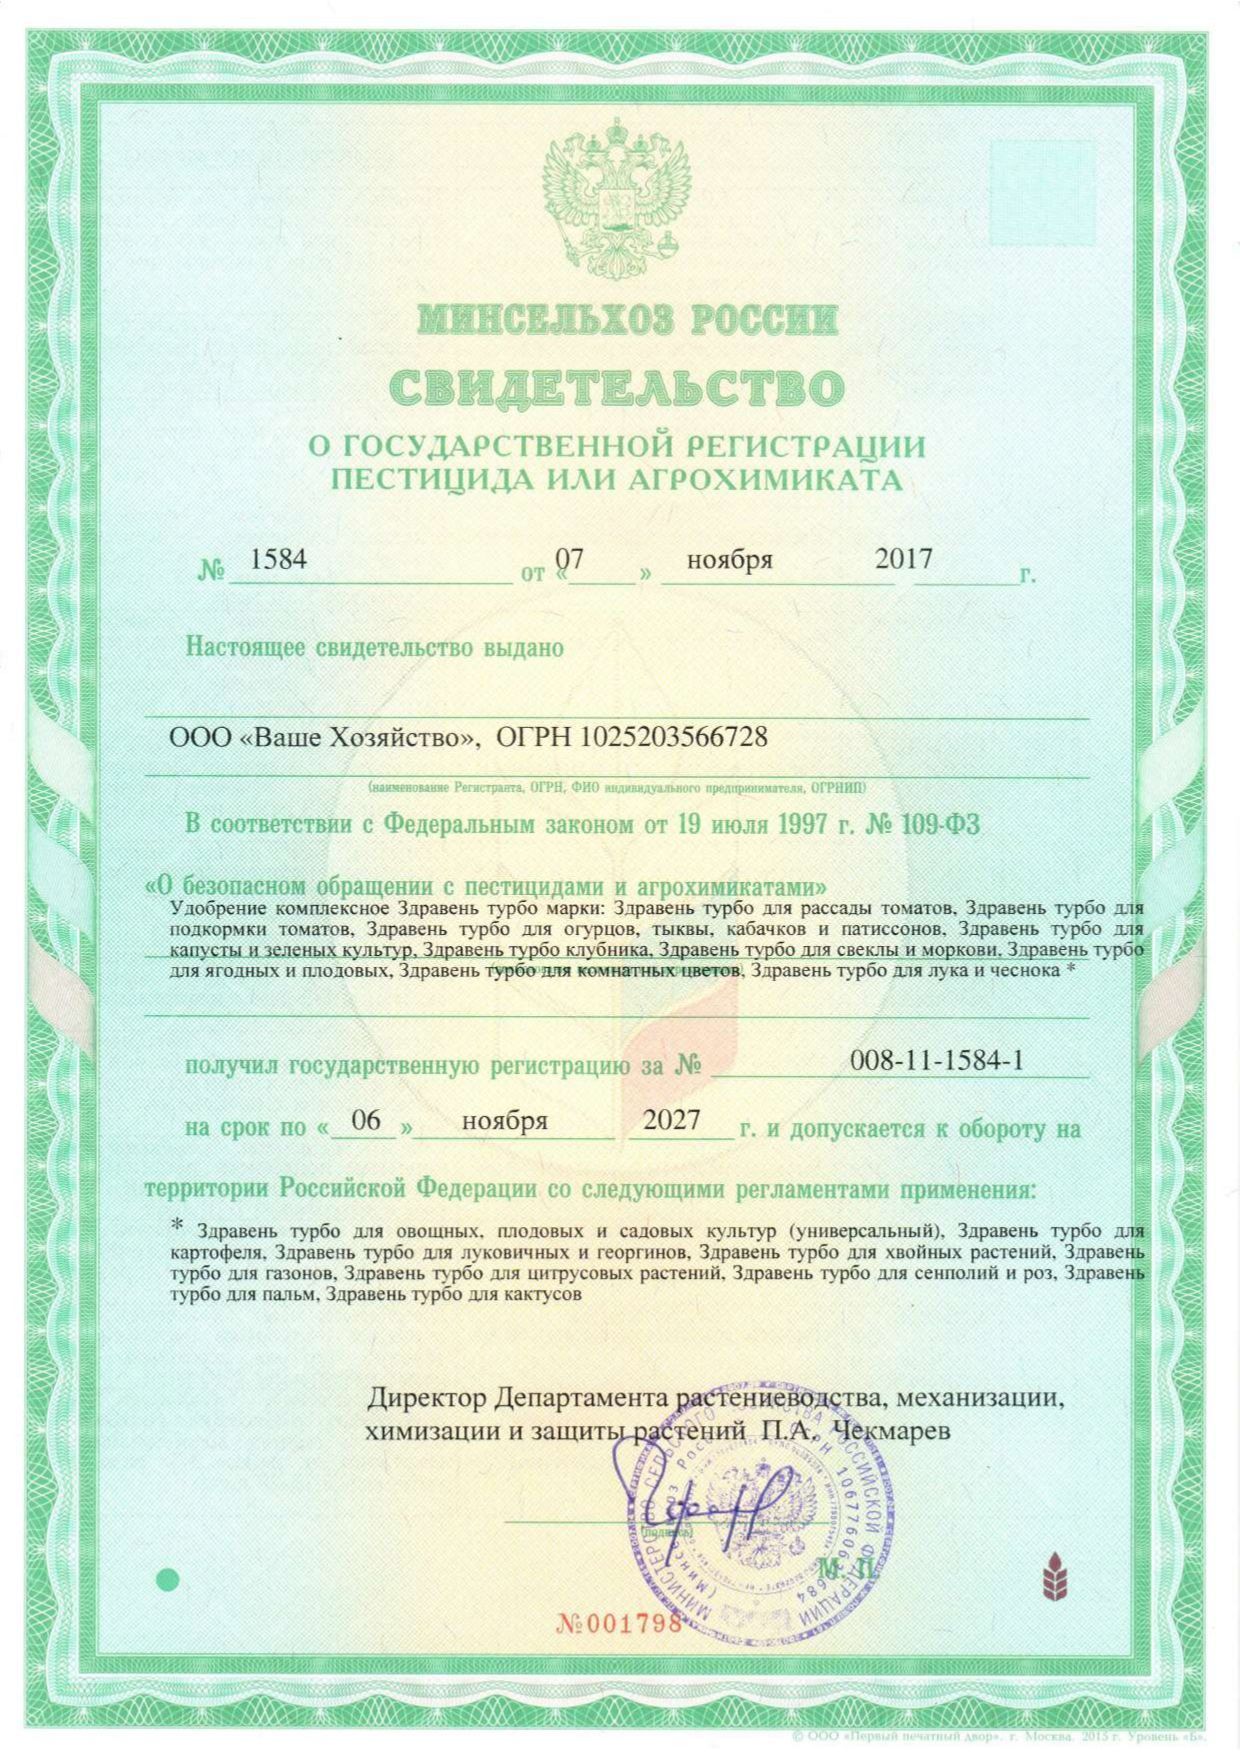 МИНСЕЛЬХОЗ РОССИИ
СВИДЕТЕЛЬСТВО
О ГОСУДАРСТВЕННОЙ РЕГИСТРАЦИИ
ПЕСТИЦИДА ИЛИ АГРОХИМИКАТА
№ 1584 от «07» ноября 2017 г.
Настоящее свидетельство выдано
ООО «Ваше Хозяйство», ОГРН 1025203566728
(наименование Регистранта, ОГРН, ФИО индивидуального предпринимателя, ОГРНИП)
В соответствии с Федеральным законом от 19 июля 1997 г. № 109-ФЗ
«О безопасном обращении с пестицидами и агрохимикатами»
Удобрение комплексное Здравень турбо марки: Здравень турбо для рассады томатов, Здравень турбо для
подкормки томатов, Здравень турбо для огурцов, тыквы, кабачков и патиссонов, Здравень турбо для
капусты и зеленых культур, Здравень турбо клубника, Здравень турбо для свеклы и моркови, Здравень турбо
для ягодных и плодовых, Здравень турбо для комнатных цветов, Здравень турбо для лука и чеснока *
получил государственную регистрацию за № 008-11-1584-1
на срок по «06» ноября 2027 г. и допускается к обороту на
территории Российской Федерации со следующими регламентами применения:
* Здравень турбо для овощных, плодовых и садовых культур (универсальный), Здравень турбо для
картофеля, Здравень турбо для луковичных и георгинов, Здравень турбо для хвойных растений, Здравень
турбо для газонов, Здравень турбо для цитрусовых растений, Здравень турбо для сенполий и роз, Здравень
турбо для пальм, Здравень турбо для кактусов
Директор Департамента растениеводства, механизации,
химизации и защиты растений П.А. Чекмарев
(подпись)
М. П.
№001798
© ООО «Первый печатный двор», г. Москва, 2015 г. Уровень «Б».